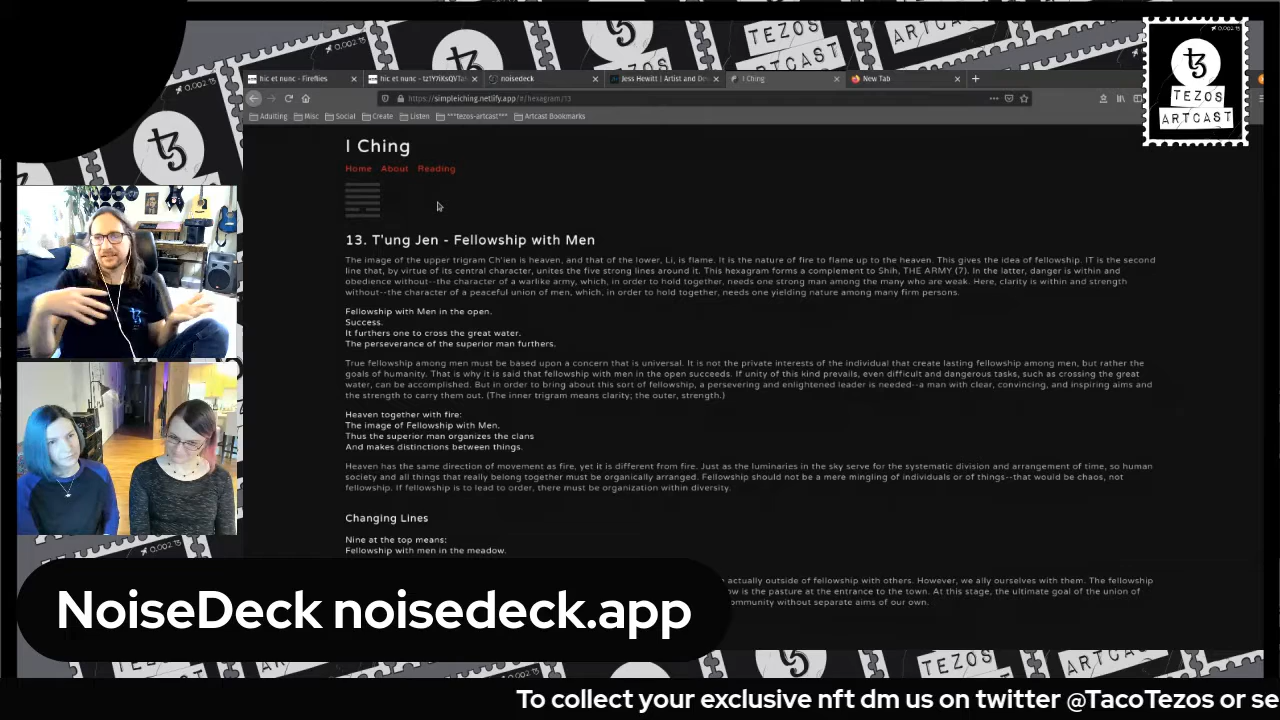 TEZOS
ARTCAST
ꜩ 0.002 ꜩ5
hic et nunc - Fireflies
noisedeck
Jess Hewitt | Artist and De
I Ching
New Tab
https://simpleiching.netlify.app/#/hexagram/13
Adulting
Misc
Social
Create
Listen
***tezos-artcast***
Artcast Bookmarks
TEZOS
ARTCAST
I Ching
Home About Reading
13. T'ung Jen - Fellowship with Men
The image of the upper trigram Ch'ien is heaven, and that of the lower, Li, is flame. It is the nature of fire to flame up to the heaven. This gives the idea of fellowship. IT is the second
line that, by virtue of its central character, unites the five strong lines around it. This hexagram forms a complement to Shih, THE ARMY (7). In the latter, danger is within and
obedience without--the character of a warlike army, which, in order to hold together, needs one strong man among the many who are weak. Here, clarity is within and strength
without--the character of a peaceful union of men, which, in order to hold together, needs one yielding nature among many firm persons.
Fellowship with Men in the open.
Success.
It furthers one to cross the great water.
The perseverance of the superior man furthers.
True fellowship among men must be based upon a concern that is universal. It is not the private interests of the individual that create lasting fellowship among men, but rather the
goals of humanity. That is why it is said that fellowship with men in the open succeeds. If unity of this kind prevails, even difficult and dangerous tasks, such as crossing the great
water, can be accomplished. But in order to bring about this sort of fellowship, a persevering and enlightened leader is needed--a man with clear, convincing, and inspiring aims and
the strength to carry them out. (The inner trigram means clarity; the outer, strength.)
Heaven together with fire:
The image of Fellowship with Men.
Thus the superior man organizes the clans
And makes distinctions between things.
Heaven has the same direction of movement as fire, yet it is different from fire. Just as the luminaries in the sky serve for the systematic division and arrangement of time, so human
society and all things that really belong together must be organically arranged. Fellowship should not be a mere mingling of individuals or of things--that would be chaos, not
fellowship. If fellowship is to lead to order, there must be organization within diversity.
Changing Lines
Nine at the top means:
Fellowship with men in the meadow.
actually outside of fellowship with others. However, we ally ourselves with them. The fellowship
ow is the pasture at the entrance to the town. At this stage, the ultimate goal of the union of
ommunity without separate aims of our own.
NoiseDeck noisedeck.app
TEZOS
ARTCAST
To collect your exclusive nft dm us on twitter @TacoTezos or se